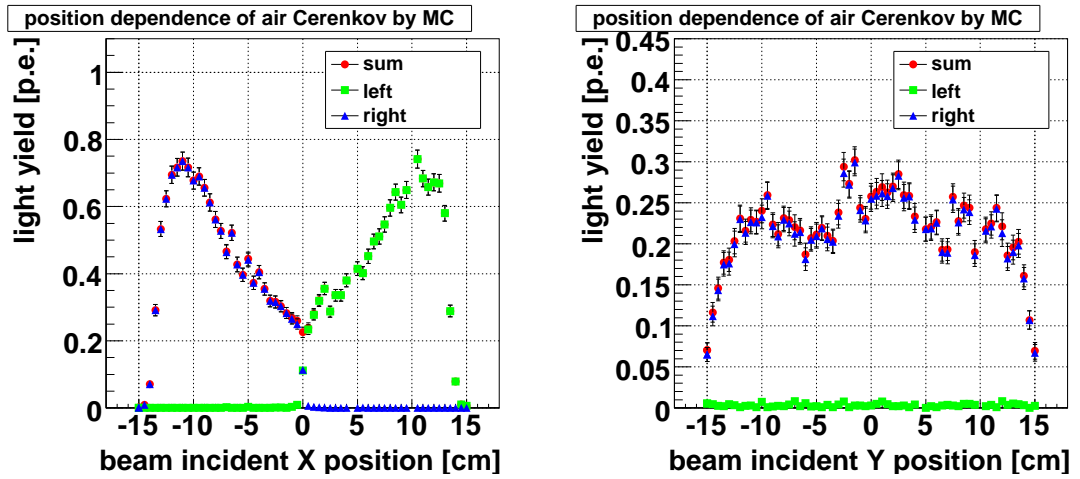 position dependence of air Cerenkov by MC
light yield [p.e.]
1
0.8
0.6
0.4
0.2
0
sum
left
right
-15 -10 -5 0 5 10 15
beam incident X position [cm]
position dependence of air Cerenkov by MC
light yield [p.e.]
0.45
0.4
0.35
0.3
0.25
0.2
0.15
0.1
0.05
0
sum
left
right
-15 -10 -5 0 5 10 15
beam incident Y position [cm]